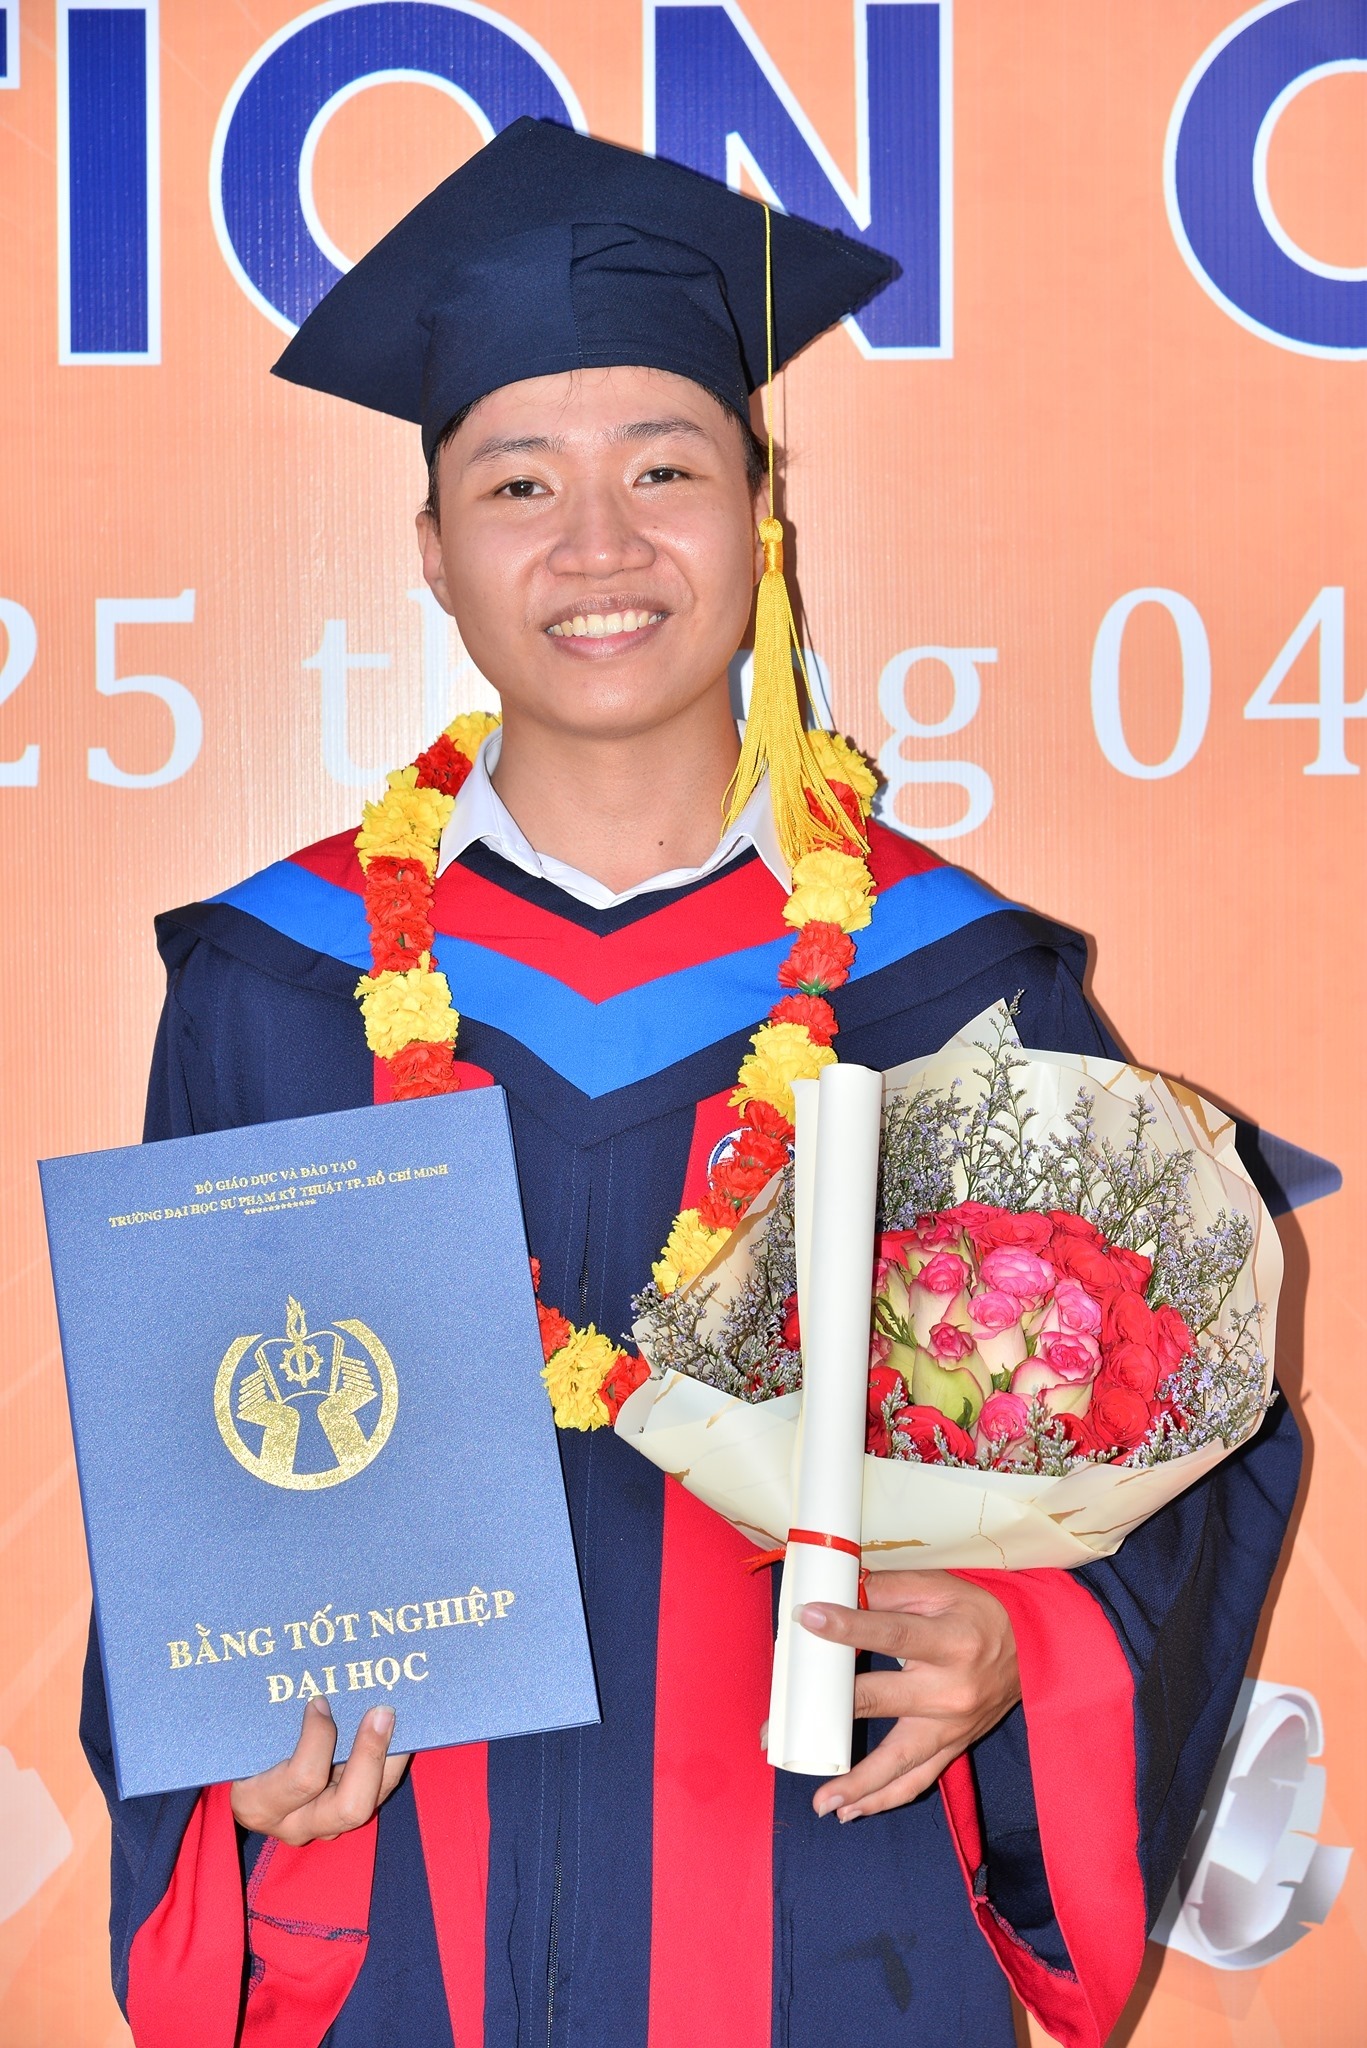 TION C
25 tháng 04
BỘ GIÁO DỤC VÀ ĐÀO TẠO
TRƯỜNG ĐẠI HỌC SƯ PHẠM KỸ THUẬT TP. HỒ CHÍ MINH
BẰNG TỐT NGHIỆP
ĐẠI HỌC